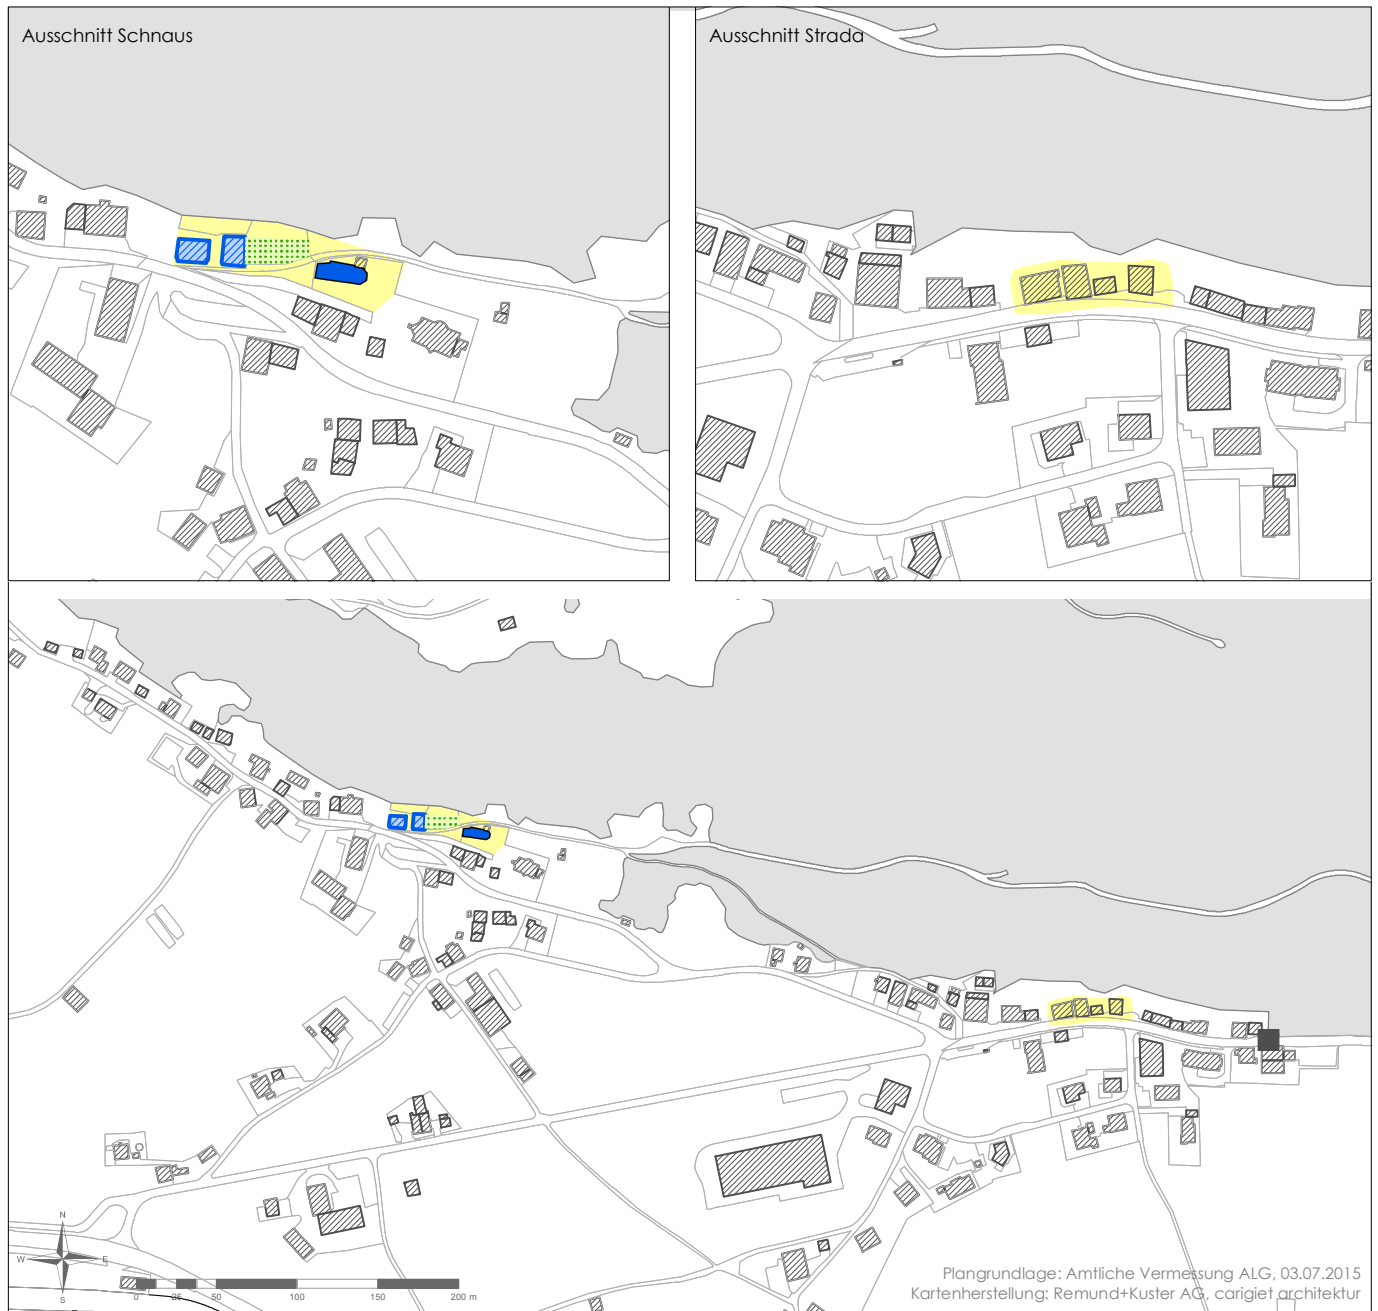 Ausschnitt Schnaus
Ausschnitt Strada
N
W E
S
0 25 50 100 150 200 m
Plangrundlage: Amtliche Vermessung ALG, 03.07.2015
Kartenherstellung: Remund+Kuster AG, carigiet architektur